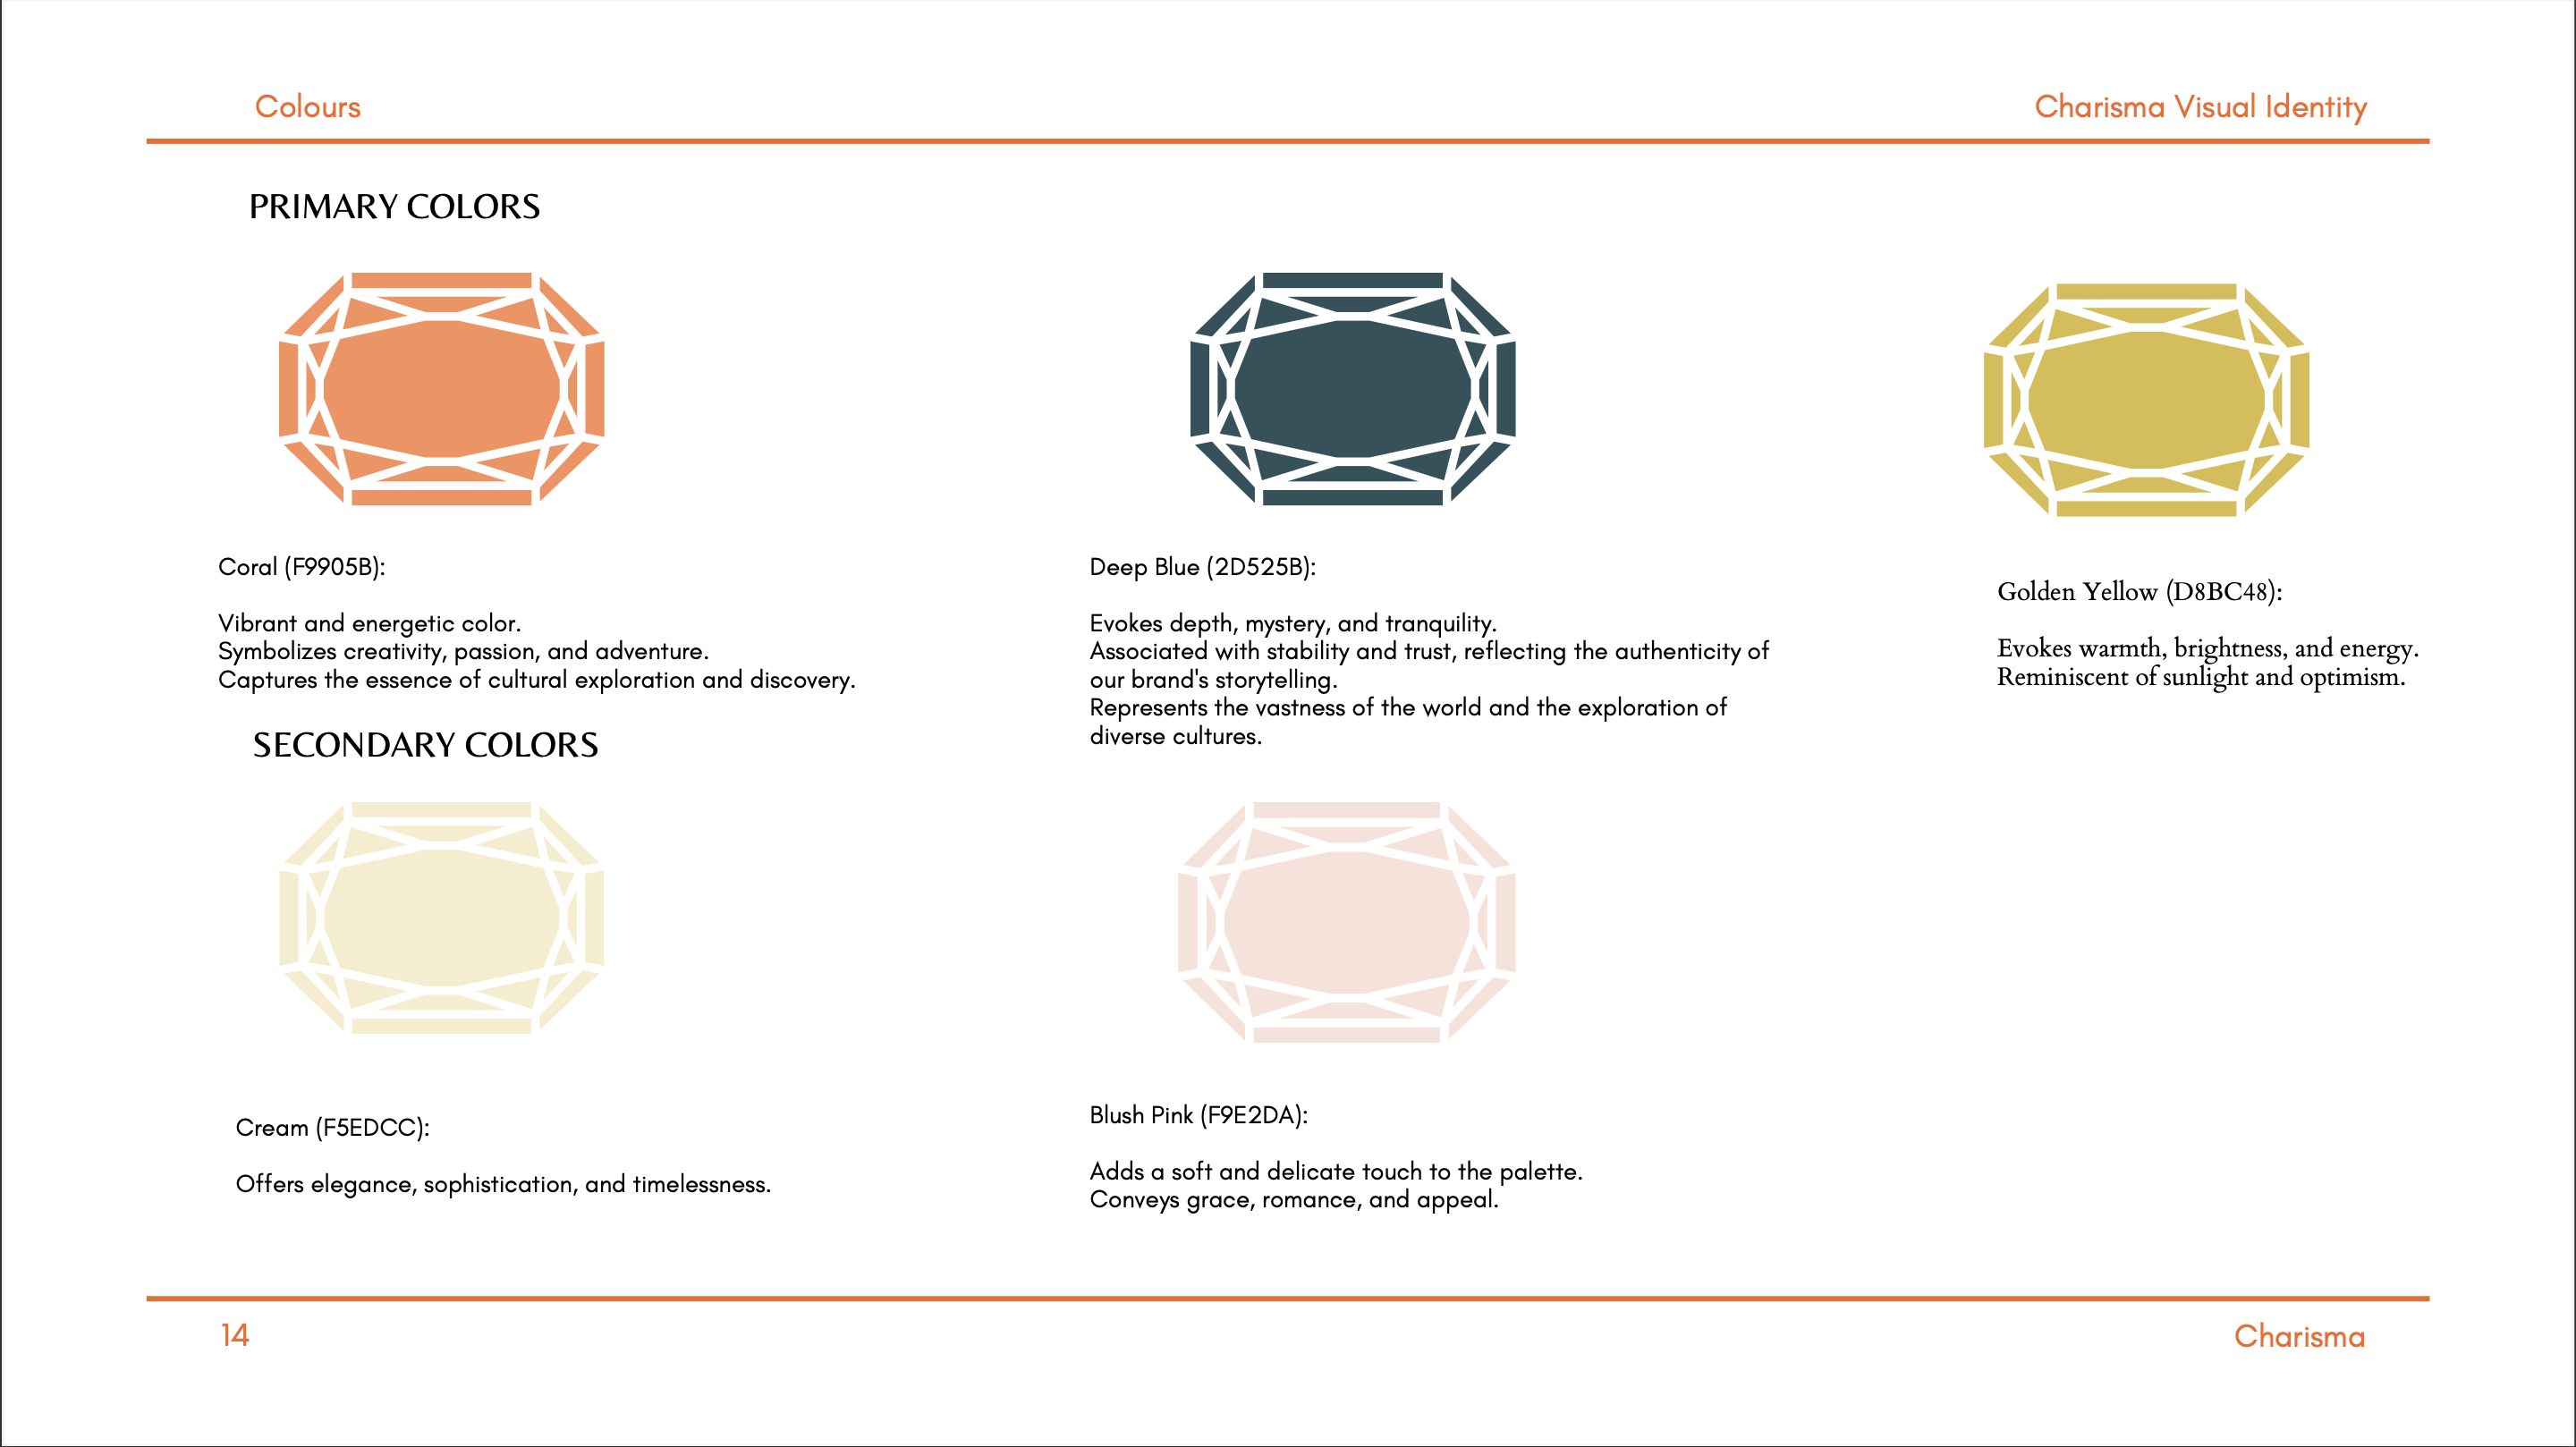 Colours
Charisma Visual Identity
PRIMARY COLORS
Coral (F9905B):
Vibrant and energetic color.
Symbolizes creativity, passion, and adventure.
Captures the essence of cultural exploration and discovery.
Deep Blue (2D525B):
Evokes depth, mystery, and tranquility.
Associated with stability and trust, reflecting the authenticity of
our brand's storytelling.
Represents the vastness of the world and the exploration of
diverse cultures.
Golden Yellow (D8BC48):
Evokes warmth, brightness, and energy.
Reminiscent of sunlight and optimism.
SECONDARY COLORS
Cream (F5EDCC):
Offers elegance, sophistication, and timelessness.
Blush Pink (F9E2DA):
Adds a soft and delicate touch to the palette.
Conveys grace, romance, and appeal.
14
Charisma